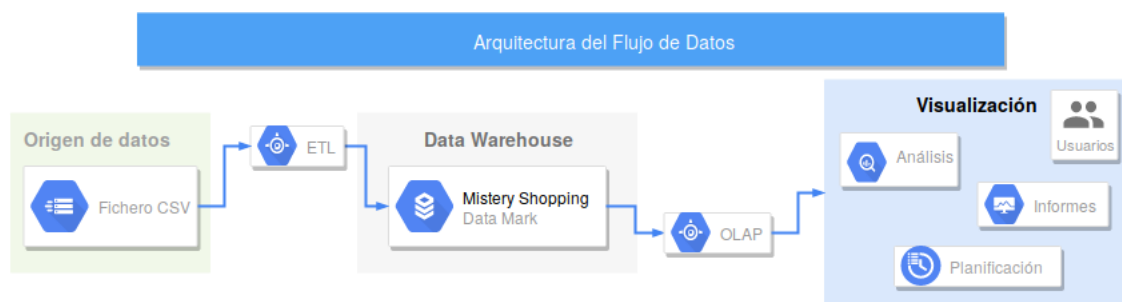 Arquitectura del Flujo de Datos
Origen de datos
Fichero CSV
ETL
Data Warehouse
Mistery Shopping
Data Mark
OLAP
Visualización
Usuarios
Análisis
Informes
Planificación